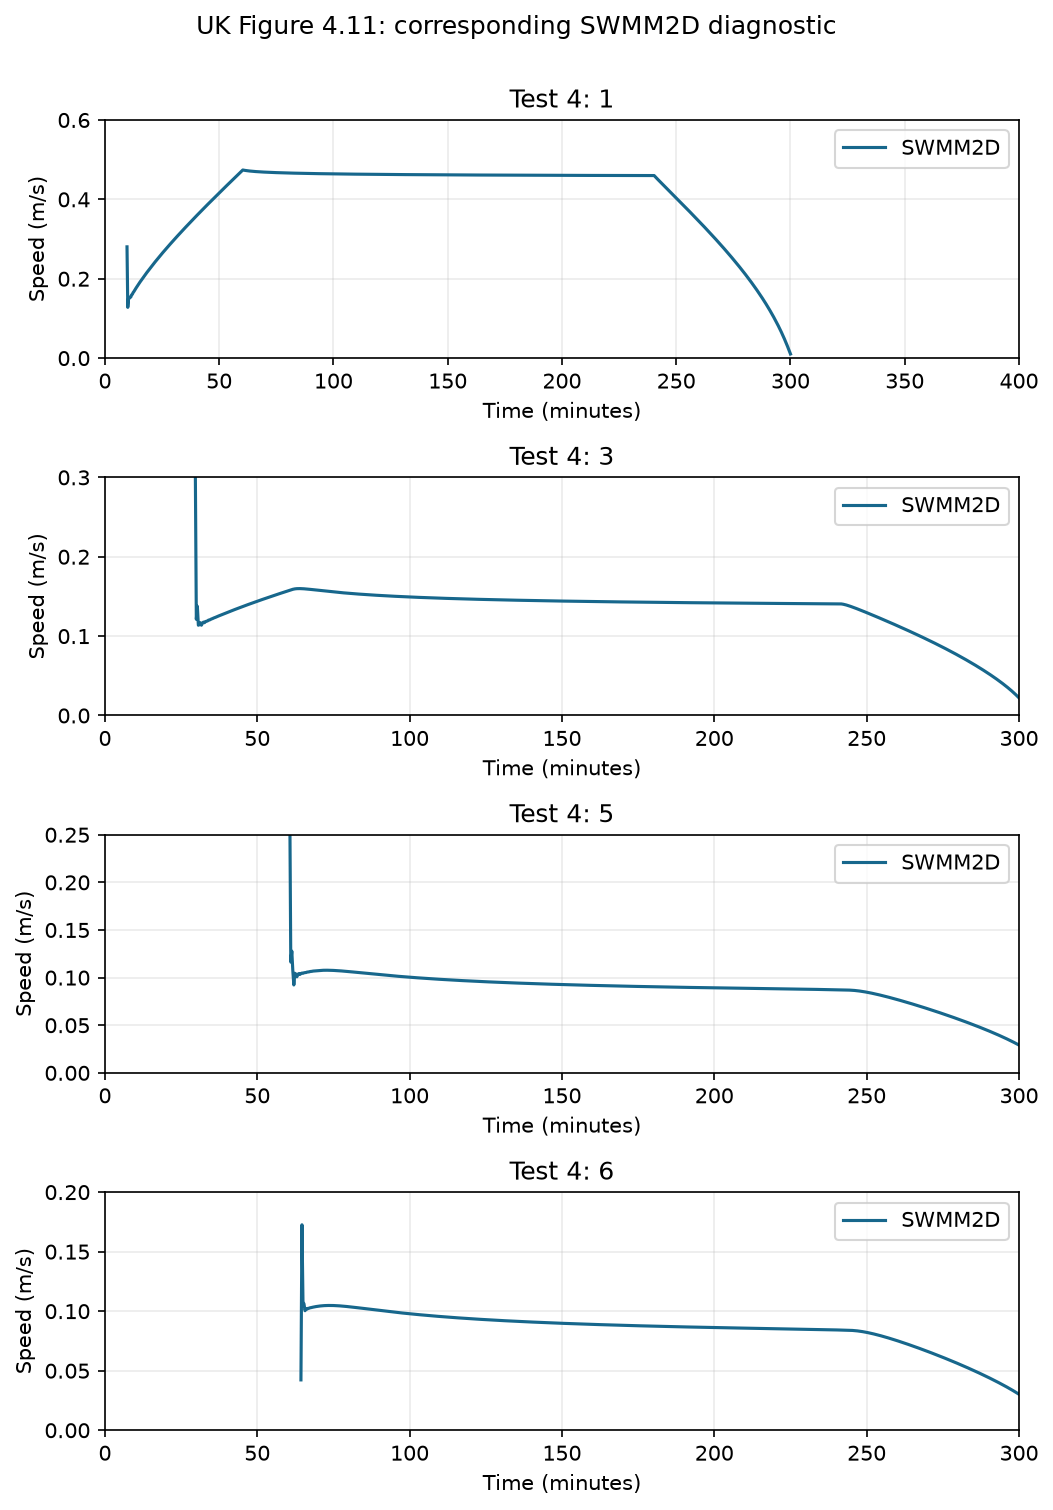 UK Figure 4.11: corresponding SWMM2D diagnostic
Test 4: 1
0.6
0.4
0.2
0.0
Speed (m/s)
SWMM2D
0 50 100 150 200 250 300 350 400
Time (minutes)
Test 4: 3
0.3
0.2
0.1
0.0
Speed (m/s)
SWMM2D
0 50 100 150 200 250 300
Time (minutes)
Test 4: 5
0.25
0.20
0.15
0.10
0.05
0.00
Speed (m/s)
SWMM2D
0 50 100 150 200 250 300
Time (minutes)
Test 4: 6
0.20
0.15
0.10
0.05
0.00
Speed (m/s)
SWMM2D
0 50 100 150 200 250 300
Time (minutes)